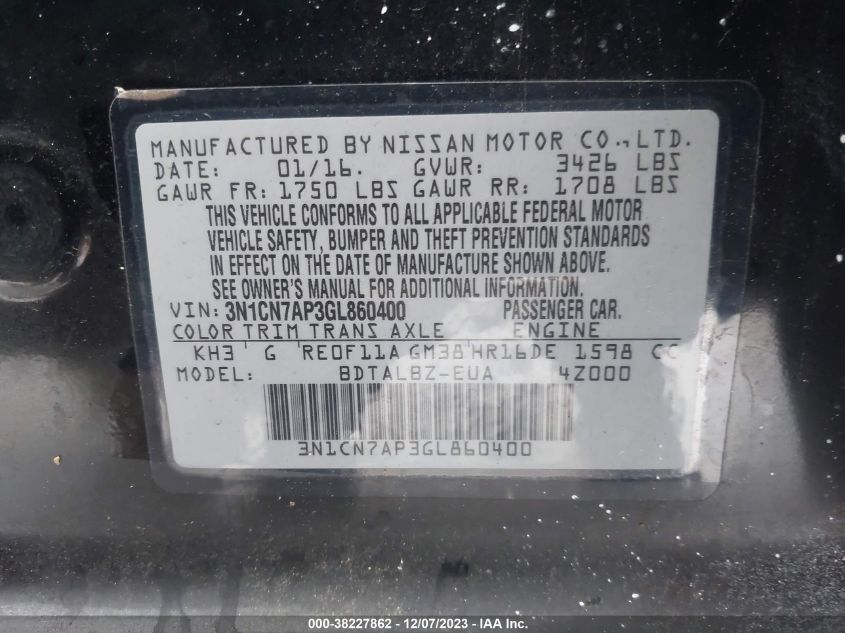 MANUFACTURED BY NISSAN MOTOR CO., LTD.
DATE: 01/16. GVWR: 3426 LBS
GAWR FR: 1750 LBS GAWR RR: 1708 LBS
THIS VEHICLE CONFORMS TO ALL APPLICABLE FEDERAL MOTOR
VEHICLE SAFETY, BUMPER AND THEFT PREVENTION STANDARDS
IN EFFECT ON THE DATE OF MANUFACTURE SHOWN ABOVE.
SEE OWNER'S MANUAL FOR ADDITIONAL INFORMATION.
VIN: 3N1CN7AP3GL860400 PASSENGER CAR.
COLOR TRIM TRANS AXLE ENGINE
KH3 G RE0F11A GM38 HR16DE 1598 CC
MODEL: BDTALBZ-EUA 4Z000
3N1CN7AP3GL860400
000-38227862 - 12/07/2023 - IAA Inc.